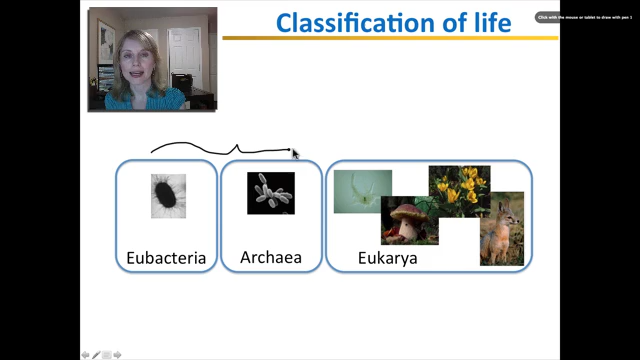 Classification of life
Click with the mouse or tablet to draw with pen 1
Eubacteria
Archaea
Eukarya